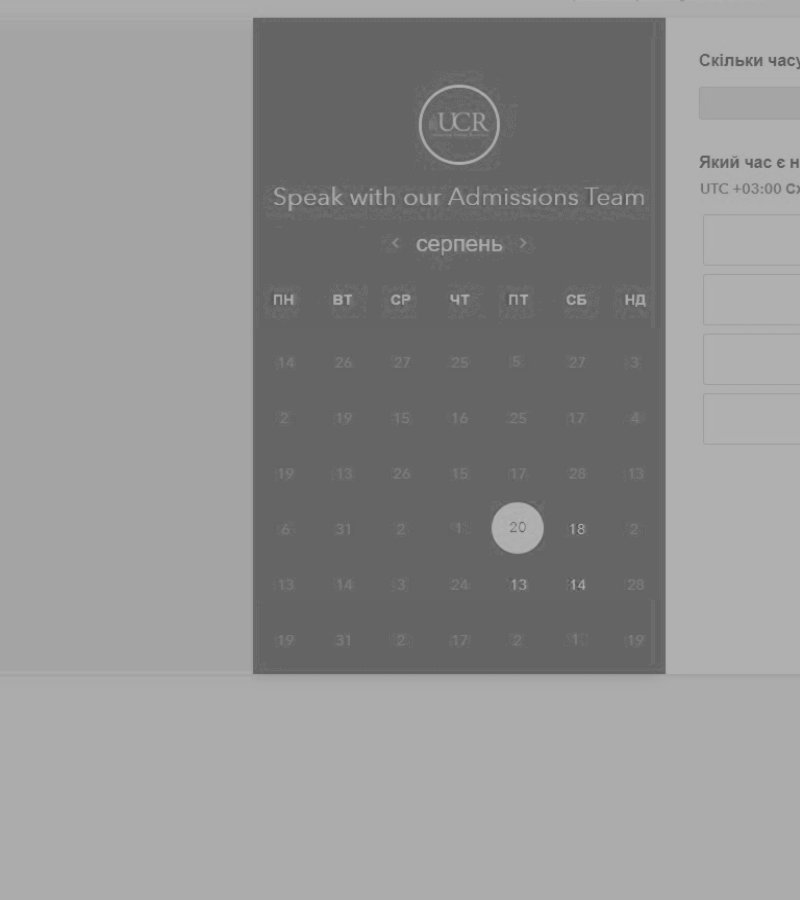 UCR
Speak with our Admissions Team
< серпень >
ПН ВТ СР ЧТ ПТ СБ НД
14 26 27 25 5 27 3
2 19 15 16 25 17 4
19 13 26 15 17 28 13
6 31 2 1 20 18 2
13 14 3 24 13 14 28
19 31 2 17 2 1 19
Скільки часу
Який час є н
UTC +03:00 Сх